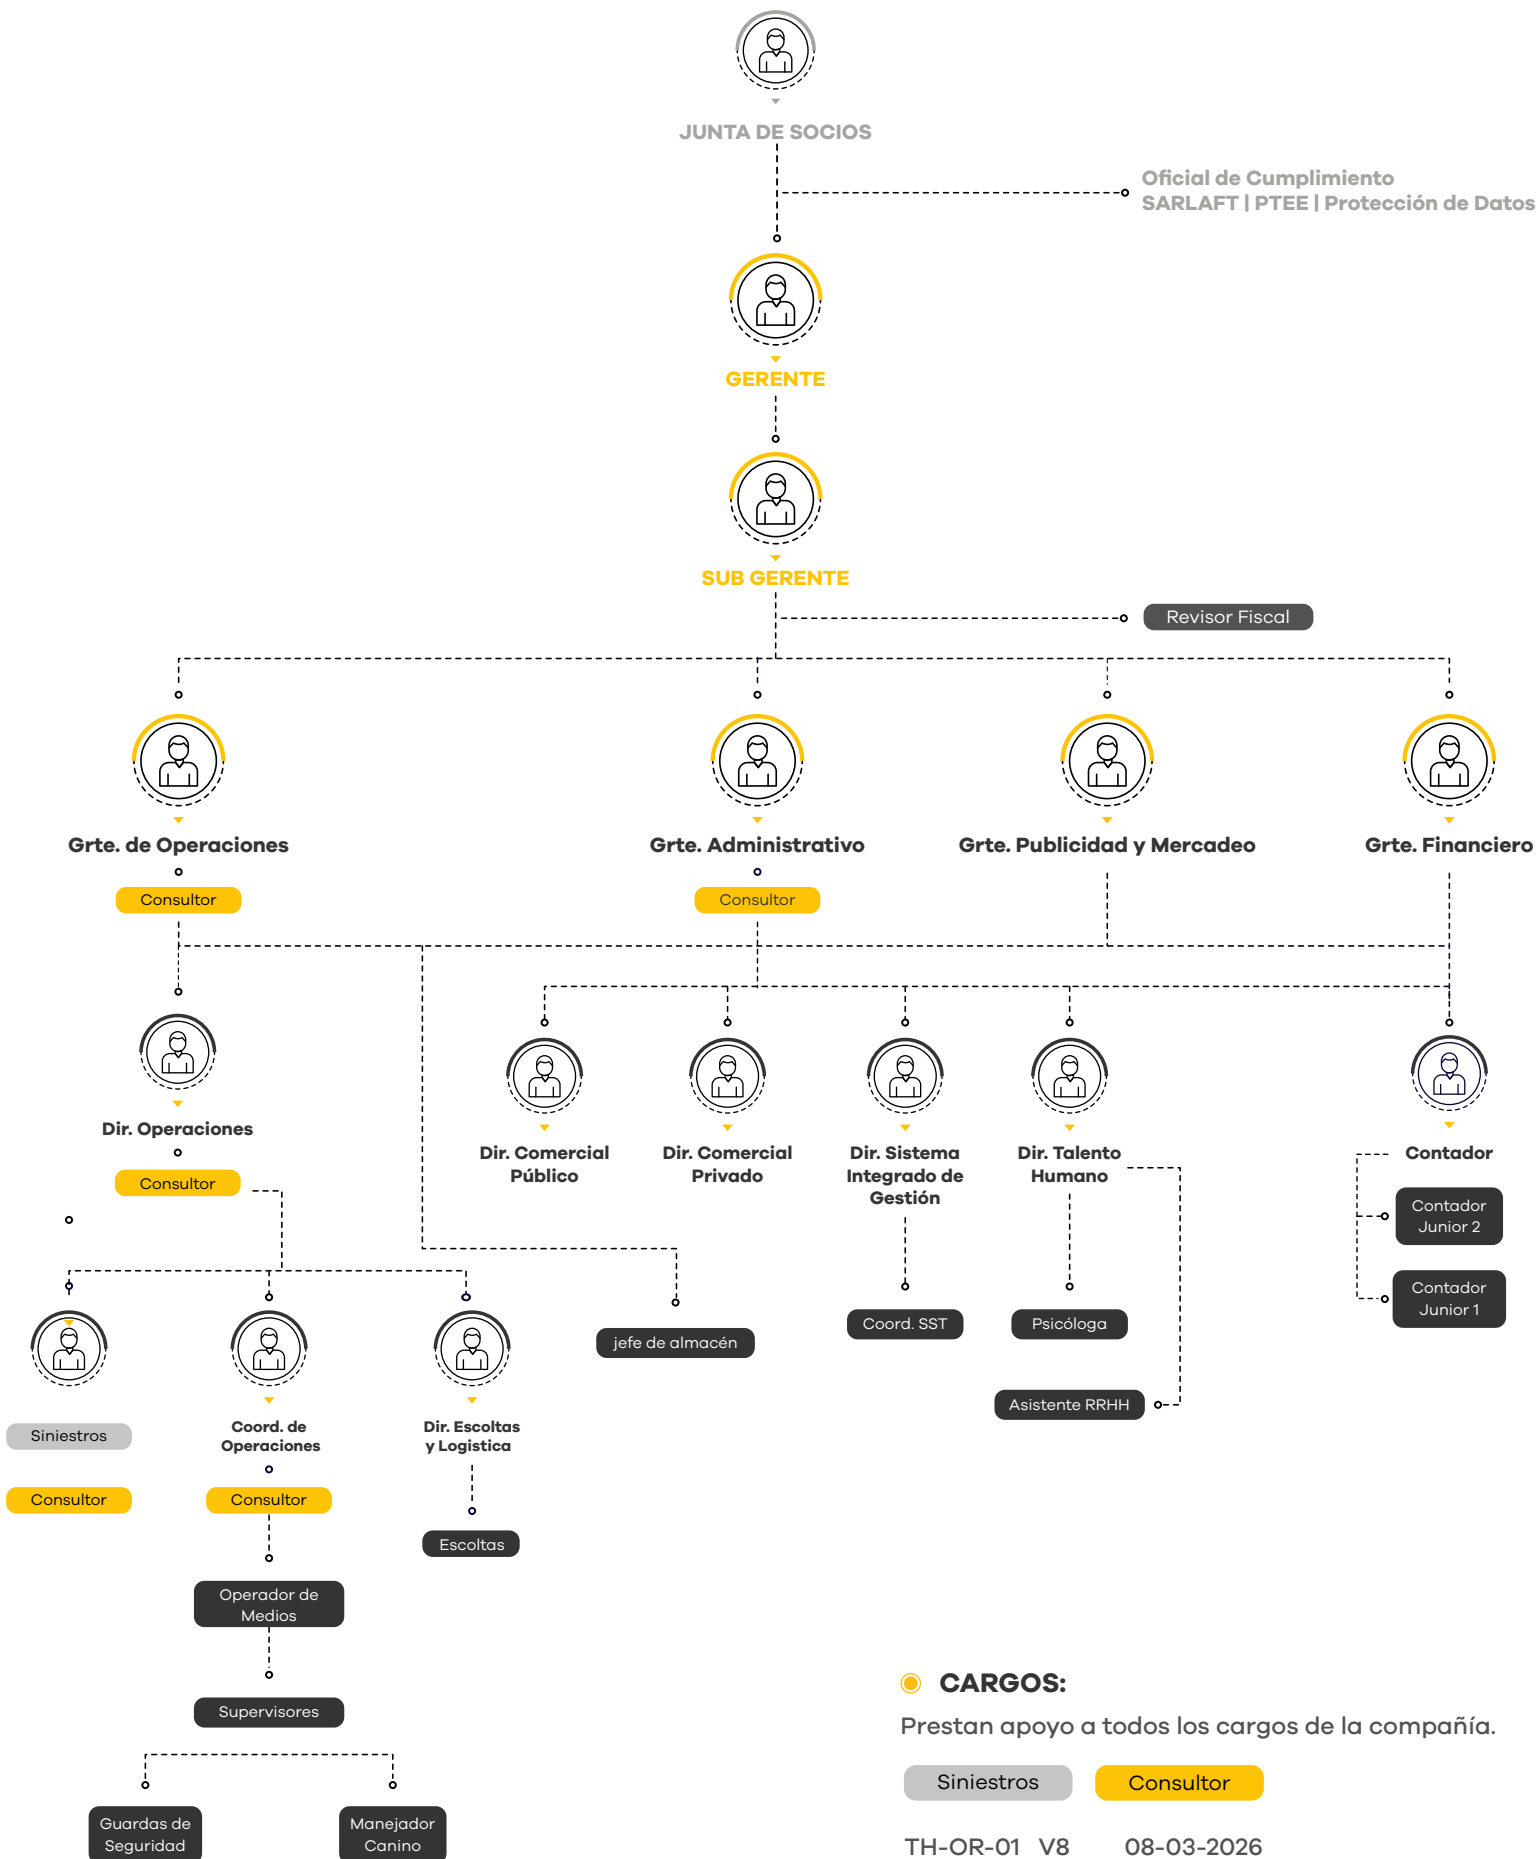 JUNTA DE SOCIOS
Oficial de Cumplimiento
SARLAFT | PTEE | Protección de Datos
GERENTE
SUB GERENTE
Revisor Fiscal
Grte. de Operaciones
Grte. Administrativo
Grte. Publicidad y Mercadeo
Grte. Financiero
Consultor
Consultor
Dir. Operaciones
Consultor
Dir. Comercial
Público
Dir. Comercial
Privado
Dir. Sistema
Integrado de
Gestión
Dir. Talento
Humano
Contador
Contador
Junior 2
Contador
Junior 1
jefe de almacén
Coord. SST
Psicóloga
Asistente RRHH
Siniestros
Consultor
Coord. de
Operaciones
Consultor
Dir. Escoltas
y Logistica
Escoltas
Operador de
Medios
Supervisores
Guardas de
Seguridad
Manejador
Canino
CARGOS:
Prestan apoyo a todos los cargos de la compañía.
Siniestros
Consultor
TH-OR-01 V8 08-03-2026